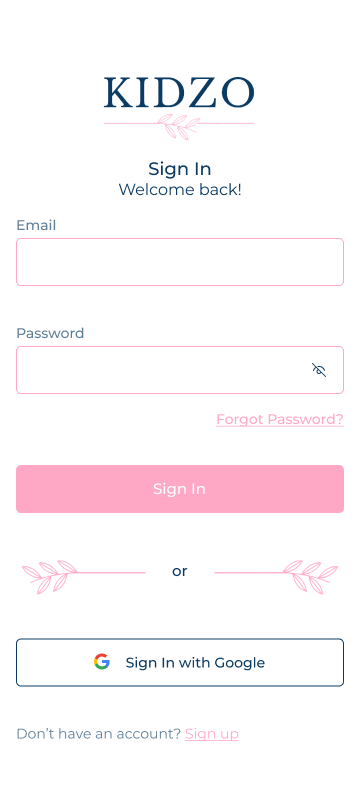 KIDZO
Sign In
Welcome back!
Email
Password
Forgot Password?
Sign In
or
Sign In with Google
Don’t have an account? Sign up